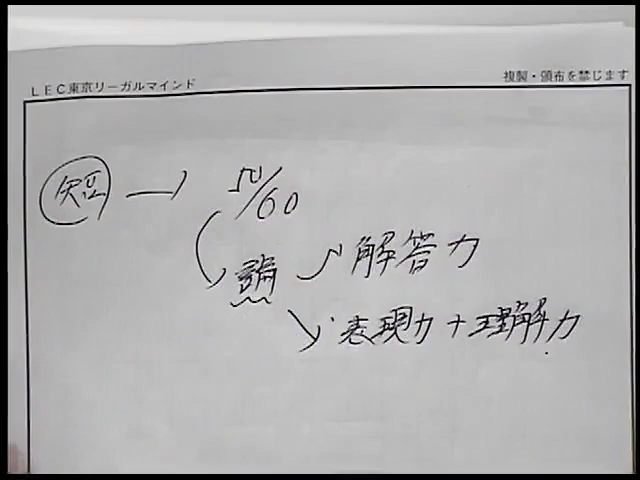 LEC東京リーガルマインド
複製・頒布を禁じます
短 → 50/60
論 → 解答力
→ 表現力+理解力